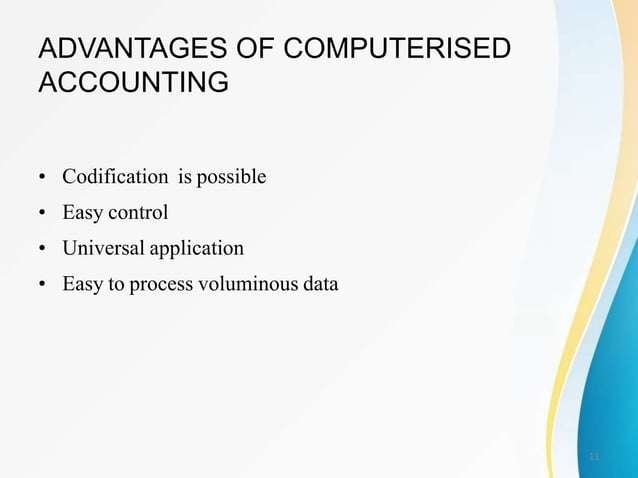 ADVANTAGES OF COMPUTERISED
ACCOUNTING
• Codification is possible
• Easy control
• Universal application
• Easy to process voluminous data
11